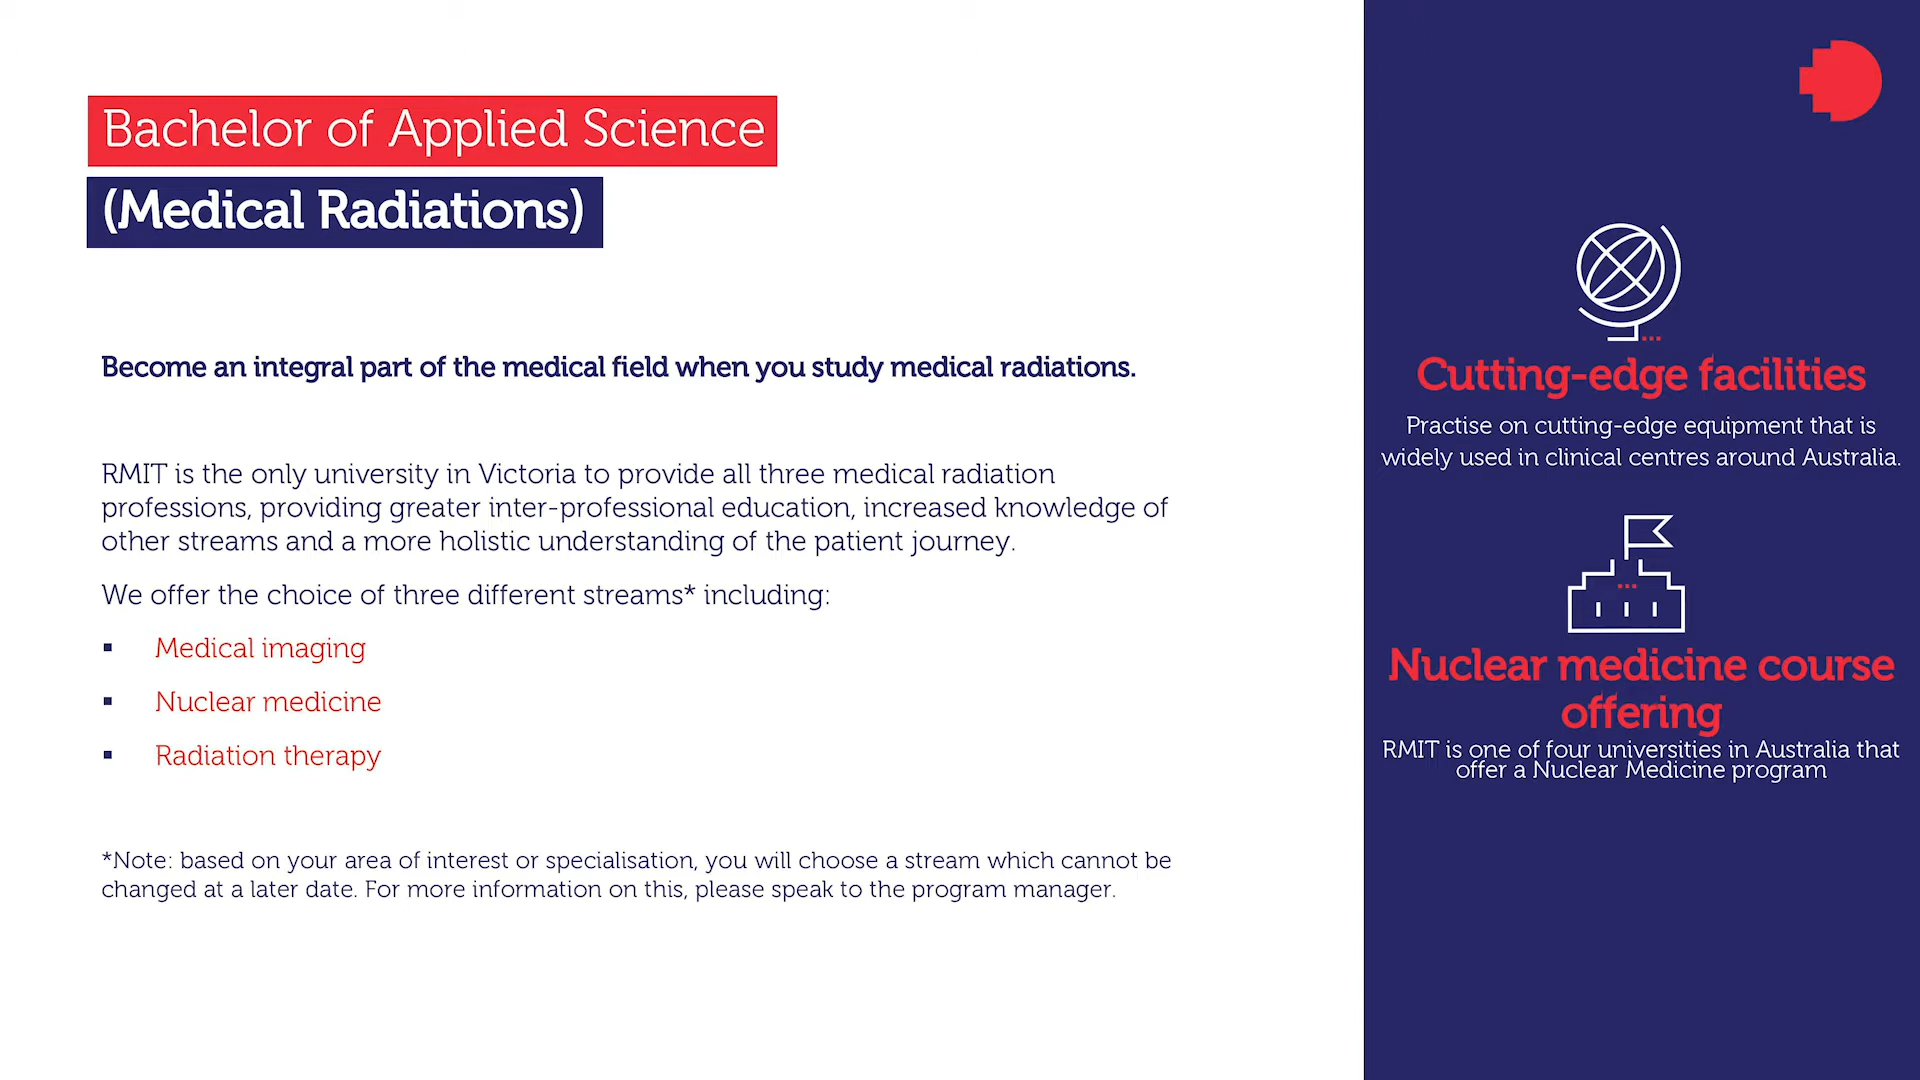 Bachelor of Applied Science
(Medical Radiations)
Become an integral part of the medical field when you study medical radiations.
RMIT is the only university in Victoria to provide all three medical radiation
professions, providing greater inter-professional education, increased knowledge of
other streams and a more holistic understanding of the patient journey.
We offer the choice of three different streams* including:
▪ Medical imaging
▪ Nuclear medicine
▪ Radiation therapy
*Note: based on your area of interest or specialisation, you will choose a stream which cannot be
changed at a later date. For more information on this, please speak to the program manager.
Cutting-edge facilities
Practise on cutting-edge equipment that is
widely used in clinical centres around Australia.
Nuclear medicine course
offering
RMIT is one of four universities in Australia that
offer a Nuclear Medicine program